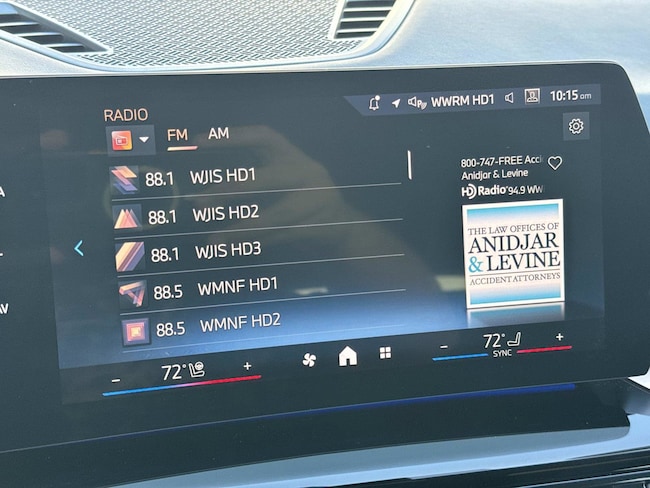 RADIO
WWRM HD1
10:15 am
FM AM
88.1 WJIS HD1
88.1 WJIS HD2
88.1 WJIS HD3
88.5 WMNF HD1
88.5 WMNF HD2
800-747-FREE Acci
Anidjar & Levine
HD Radio 94.9 WW
THE LAW OFFICES OF
ANIDJAR
& LEVINE
ACCIDENT ATTORNEYS
- 72° +
- 72° +
SYNC